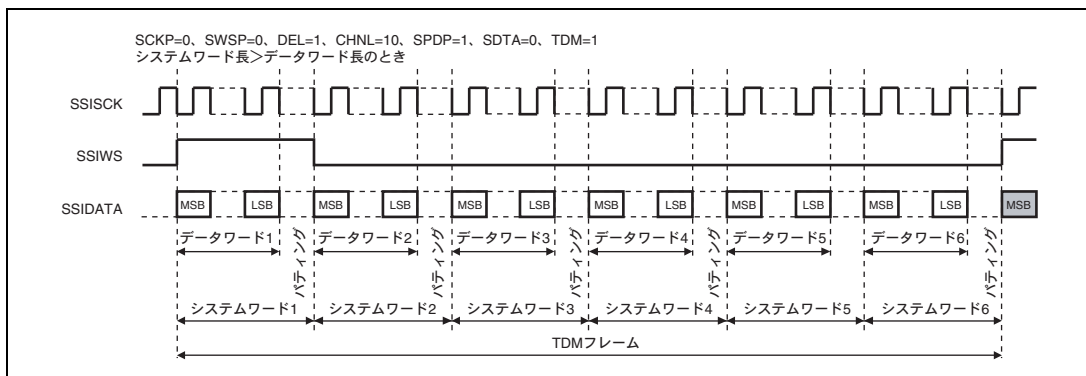 SCKP=0、SWSP=0、DEL=1、CHNL=10、SPDP=1、SDTA=0、TDM=1
システムワード長＞データワード長のとき
SSISCK
SSIWS
SSIDATA
MSB LSB MSB LSB MSB LSB MSB LSB MSB LSB MSB LSB MSB
データワード1 データワード2 データワード3 データワード4 データワード5 データワード6
パティング パティング パティング パティング パティング
システムワード1 システムワード2 システムワード3 システムワード4 システムワード5 システムワード6
TDMフレーム